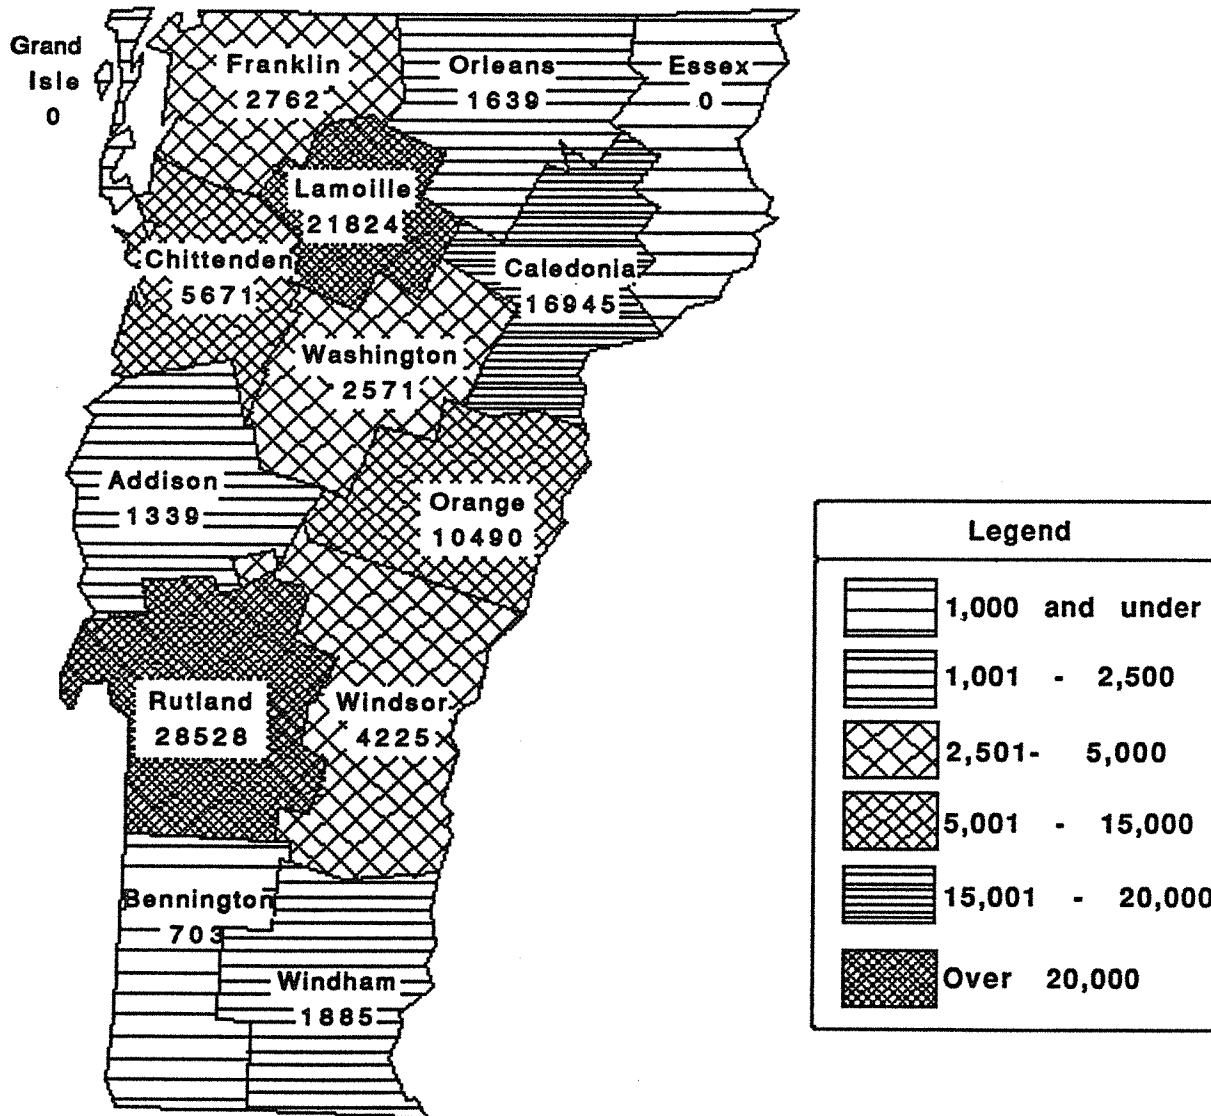 Grand
Isle
0
Franklin
2762
Orleans
1639
Essex
0
Lamoille
21824
Chittenden
5671
Caledonia
16945
Washington
2571
Addison
1339
Orange
10490
Rutland
28528
Windsor
4225
Bennington
703
Windham
1885
Legend
1,000 and under
1,001 - 2,500
2,501- 5,000
5,001 - 15,000
15,001 - 20,000
Over 20,000